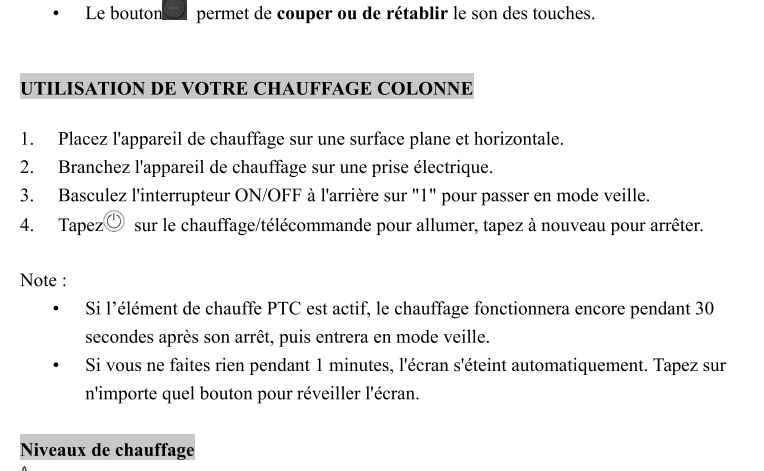 • Le bouton permet de couper ou de rétablir le son des touches.
UTILISATION DE VOTRE CHAUFFAGE COLONNE
1. Placez l'appareil de chauffage sur une surface plane et horizontale.
2. Branchez l'appareil de chauffage sur une prise électrique.
3. Basculez l'interrupteur ON/OFF à l'arrière sur "1" pour passer en mode veille.
4. Tapez sur le chauffage/télécommande pour allumer, tapez à nouveau pour arrêter.
Note :
• Si l’élément de chauffe PTC est actif, le chauffage fonctionnera encore pendant 30
secondes après son arrêt, puis entrera en mode veille.
• Si vous ne faites rien pendant 1 minutes, l'écran s'éteint automatiquement. Tapez sur
n'importe quel bouton pour réveiller l'écran.
Niveaux de chauffage